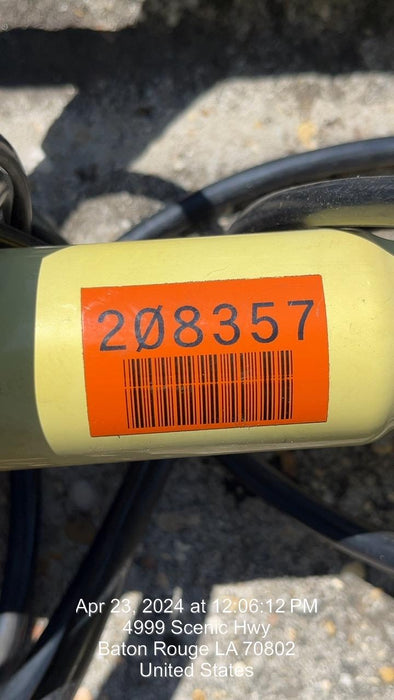 2Ø8357
Apr 23, 2024 at 12:06:12 PM
4999 Scenic Hwy
Baton Rouge LA 70802
United States